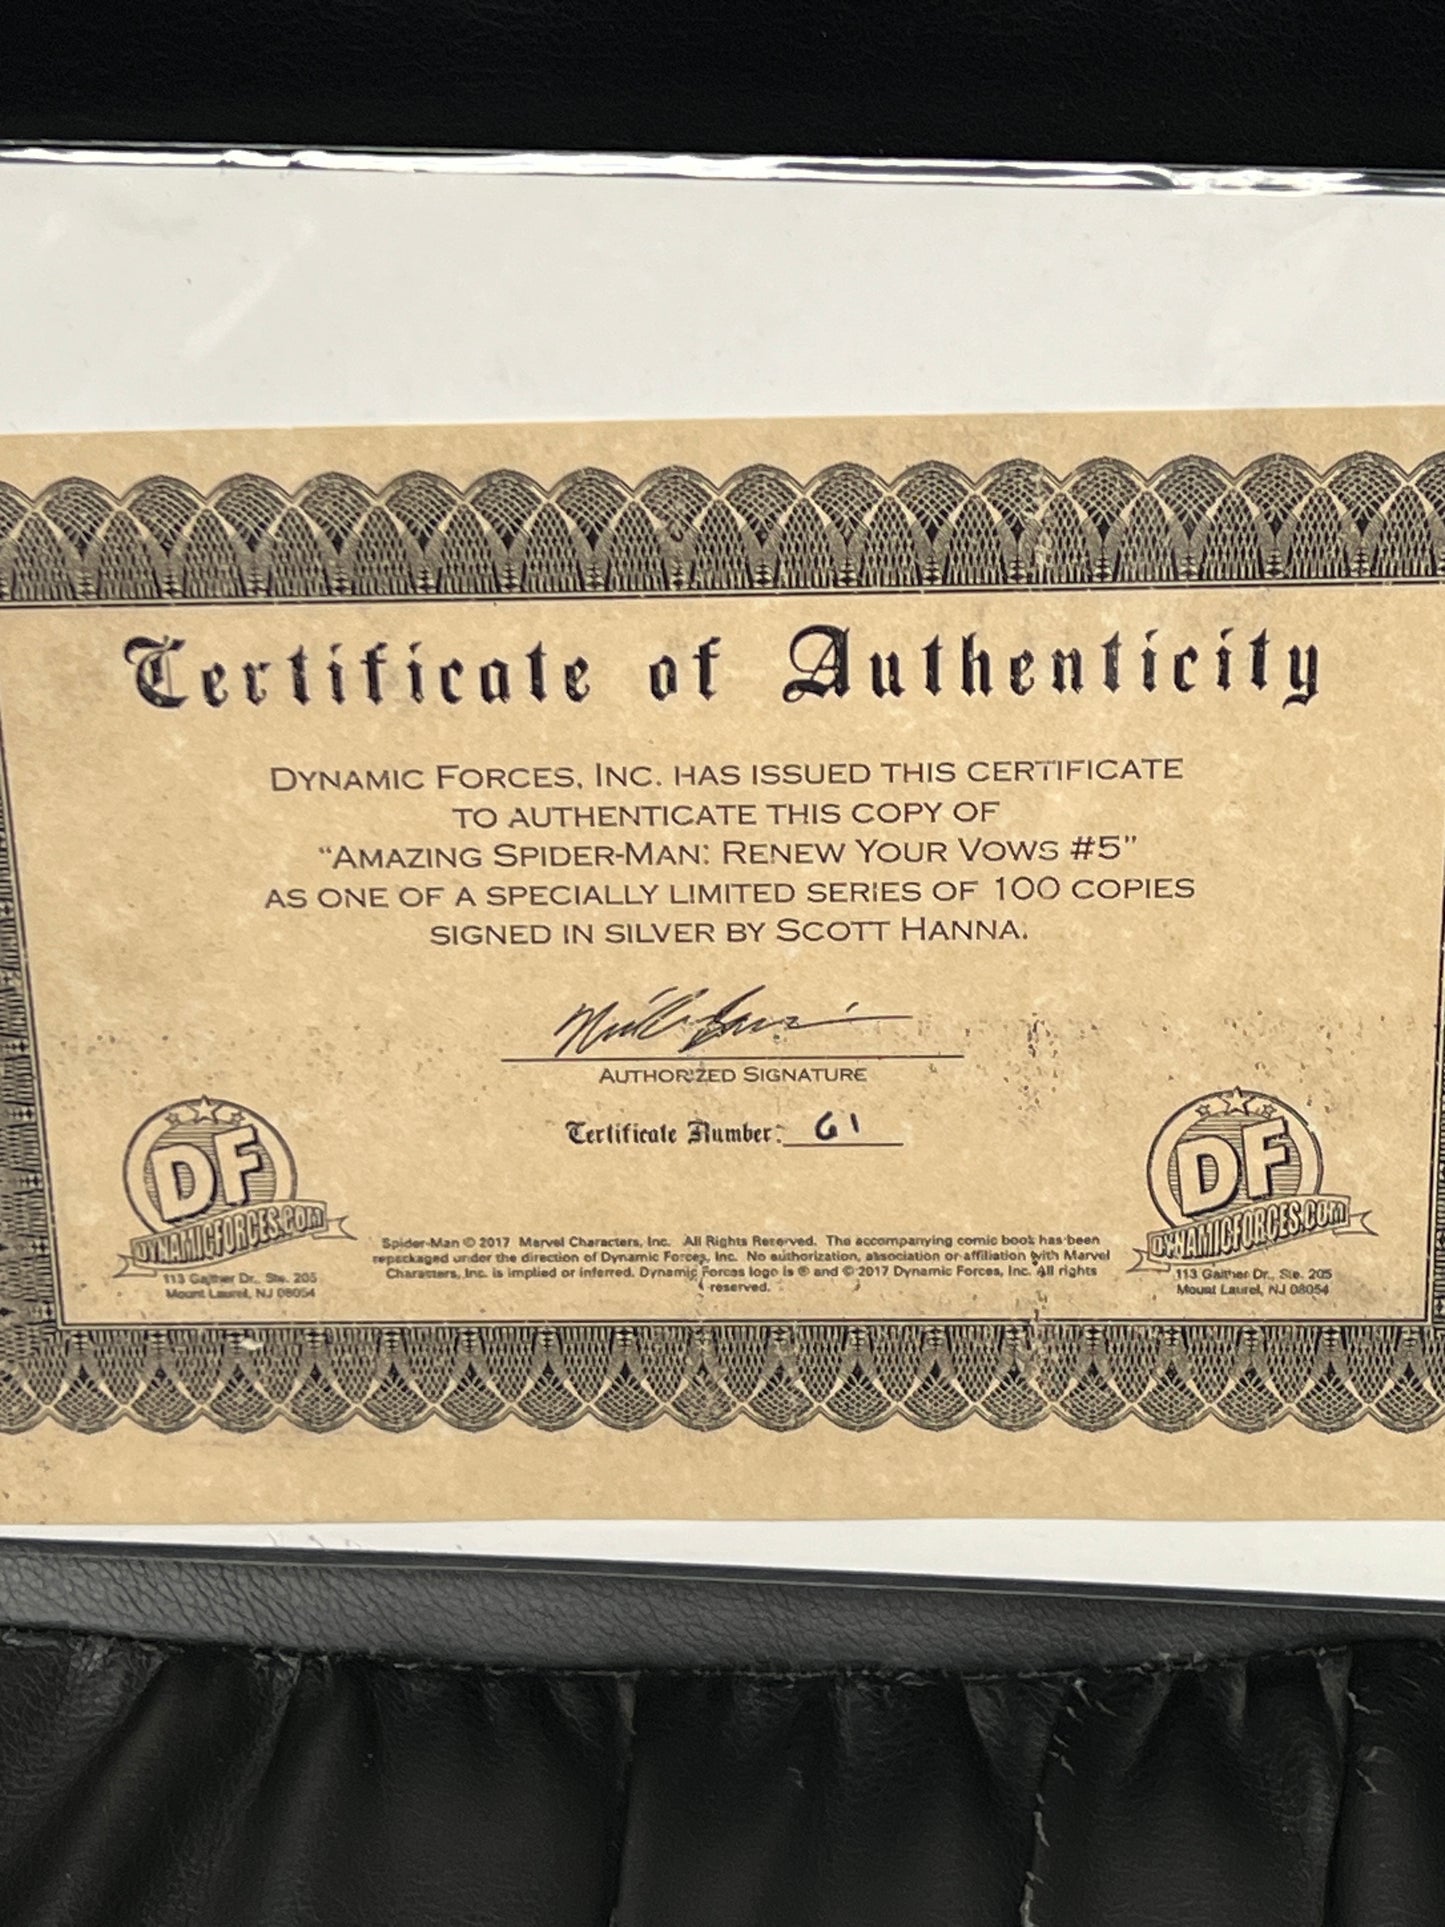 Certificate of Authenticity
DYNAMIC FORCES, INC. HAS ISSUED THIS CERTIFICATE
TO AUTHENTICATE THIS COPY OF
“AMAZING SPIDER-MAN: RENEW YOUR VOWS #5”
AS ONE OF A SPECIALLY LIMITED SERIES OF 100 COPIES
SIGNED IN SILVER BY SCOTT HANNA.
AUTHORIZED SIGNATURE
Certificate Number: 61
DF
DYNAMICFORCES.COM
113 Gaither Dr., Ste. 205
Mount Laurel, NJ 08054
Spider-Man © 2017 Marvel Characters, Inc. All Rights Reserved. The accompanying comic book has been
repackaged under the direction of Dynamic Forces, Inc. No authorization, association or affiliation with Marvel
Characters, Inc. is implied or inferred. Dynamic Forces logo is ® and © 2017 Dynamic Forces, Inc. All rights
reserved.
DF
DYNAMICFORCES.COM
113 Gaither Dr., Ste. 205
Mount Laurel, NJ 08054